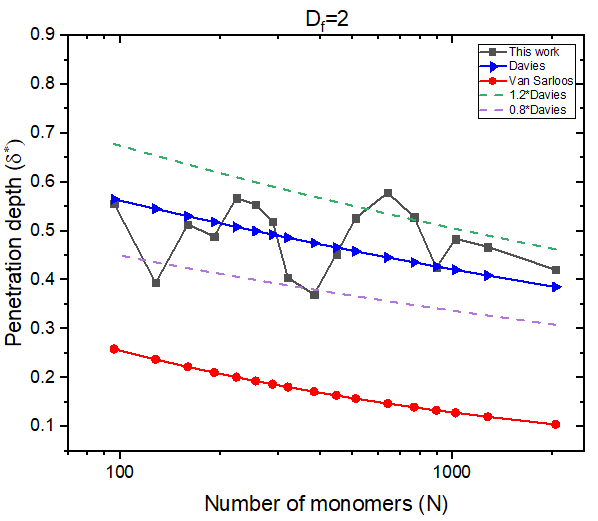 D_f=2
This work
Davies
Van Sarloos
1.2*Davies
0.8*Davies
0.9
0.8
0.7
0.6
0.5
0.4
0.3
0.2
0.1
Penetration depth (δ*)
100
1000
Number of monomers (N)